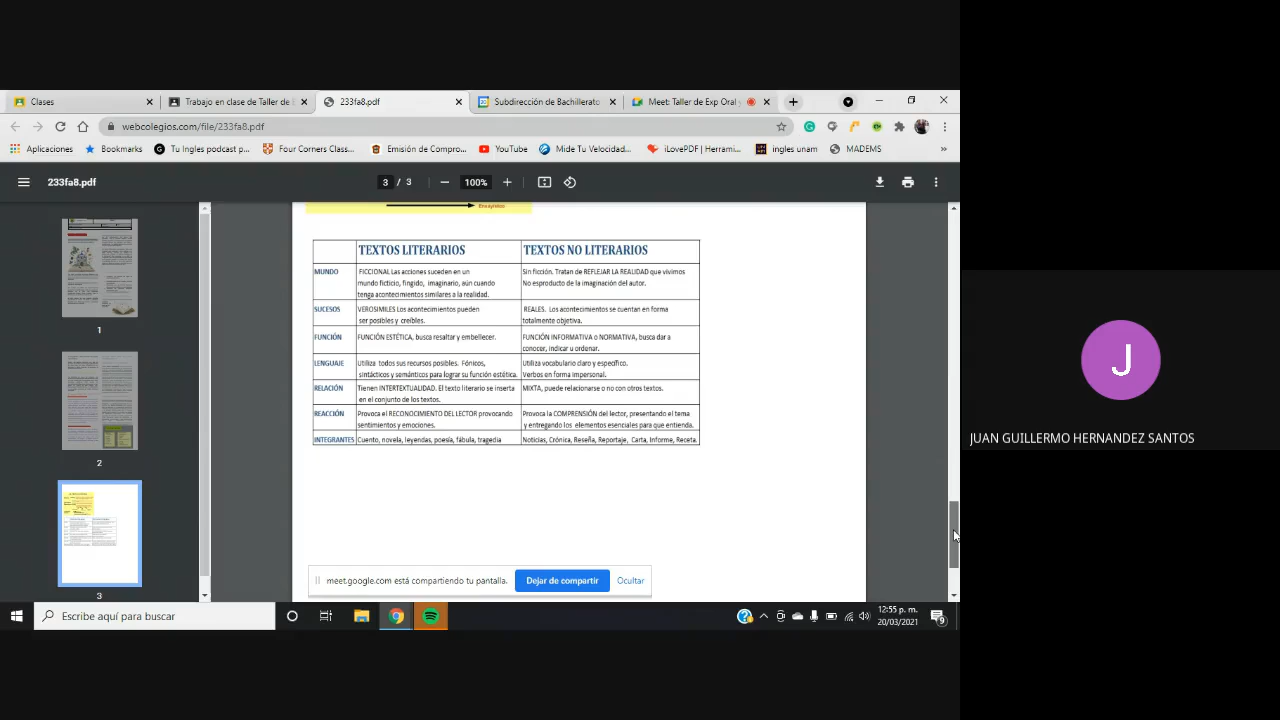 Clases
Trabajo en clase de Taller de E
233fa8.pdf
Subdirección de Bachillerato
Meet: Taller de Exp Oral y
webcolegios.com/file/233fa8.pdf
Aplicaciones
Bookmarks
Tu Ingles podcast p...
Four Corners Class...
Emisión de Compro...
YouTube
Mide Tu Velocidad...
iLovePDF | Herrami...
ingles unam
MADEMS
»
233fa8.pdf
3 / 3
100%
1
2
3
Ensayístico
TEXTOS LITERARIOS TEXTOS NO LITERARIOS
MUNDO
FICCIONAL Las acciones suceden en un
mundo ficticio, fingido, imaginario, aún cuando
tenga acontecimientos similares a la realidad.
Sin ficción. Tratan de REFLEJAR LA REALIDAD que vivimos
No esproducto de la imaginación del autor.
SUCESOS
VEROSIMILES Los acontecimientos pueden
ser posibles y creíbles.
REALES. Los acontecimientos se cuentan en forma
totalmente objetiva.
FUNCIÓN
FUNCIÓN ESTÉTICA, busca resaltar y embellecer.
FUNCIÓN INFORMATIVA o NORMATIVA, busca dar a
conocer, indicar u ordenar.
LENGUAJE
Utiliza todos sus recursos posibles. Fónicos,
sintácticos y semánticos para lograr su función estética.
Utiliza vocabulario claro y específico.
Verbos en forma impersonal.
RELACIÓN
Tienen INTERTEXTUALIDAD. El texto literario se inserta
en el conjunto de los textos.
MIXTA, puede relacionarse o no con otros textos.
REACCIÓN
Provoca el RECONOCIMIENTO DEL LECTOR provocando
sentimientos y emociones.
Provoca la COMPRENSIÓN del lector, presentando el tema
y entregando los elementos esenciales para que entienda.
INTEGRANTES
Cuento, novela, leyendas, poesía, fábula, tragedia
Noticias, Crónica, Reseña, Reportaje, Carta, Informe, Receta.
meet.google.com está compartiendo tu pantalla.
Dejar de compartir
Ocultar
Escribe aquí para buscar
12:55 p. m.
20/03/2021
9
J
JUAN GUILLERMO HERNANDEZ SANTOS